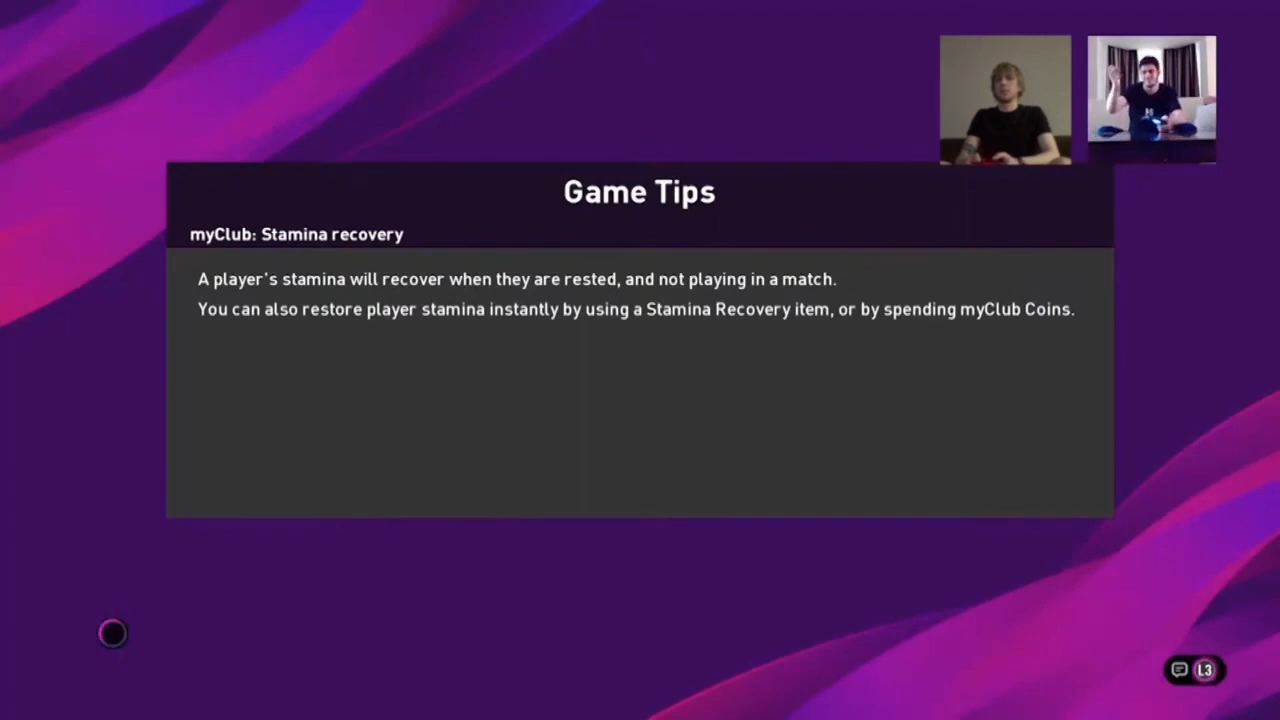 Game Tips
myClub: Stamina recovery
A player's stamina will recover when they are rested, and not playing in a match.
You can also restore player stamina instantly by using a Stamina Recovery item, or by spending myClub Coins.
L3